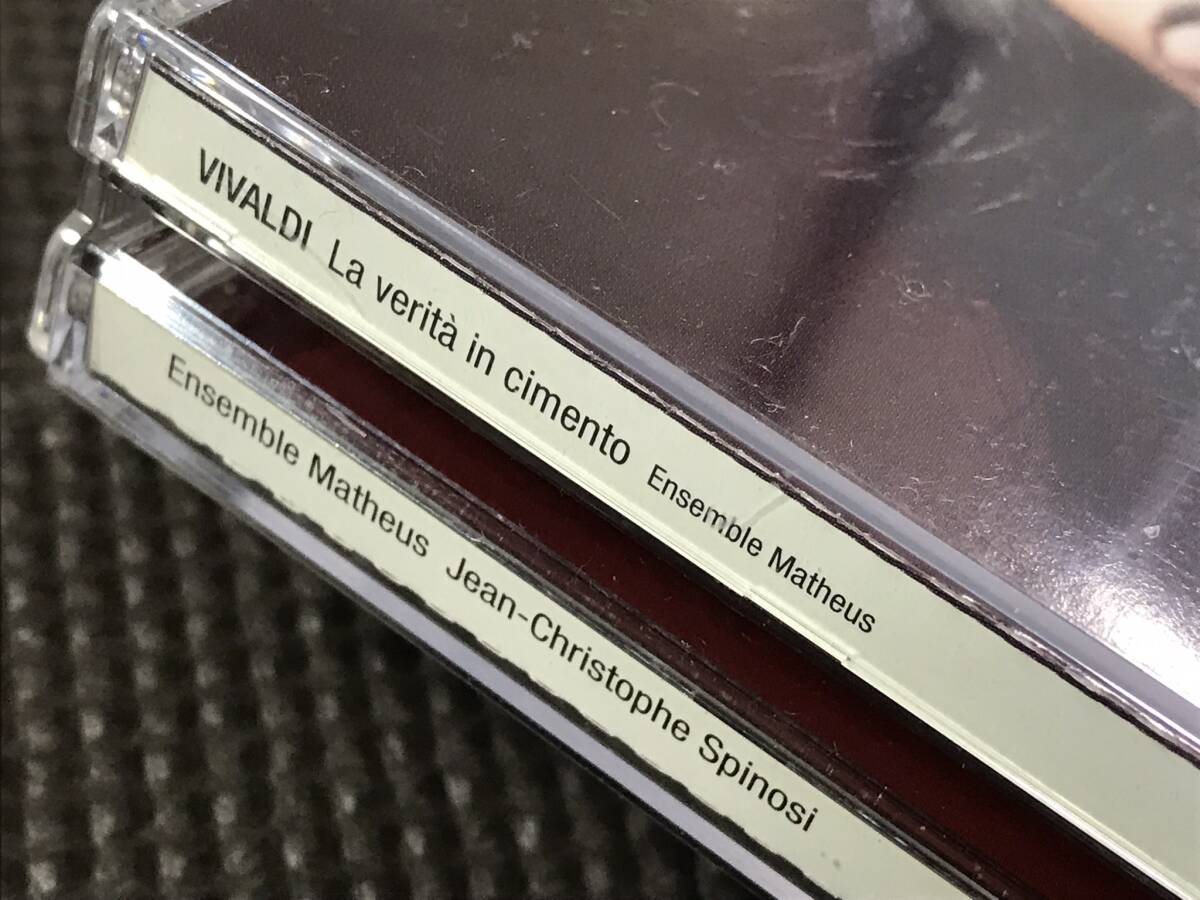 VIVALDI La verità in cimento Ensemble Matheus
Ensemble Matheus Jean-Christophe Spinosi